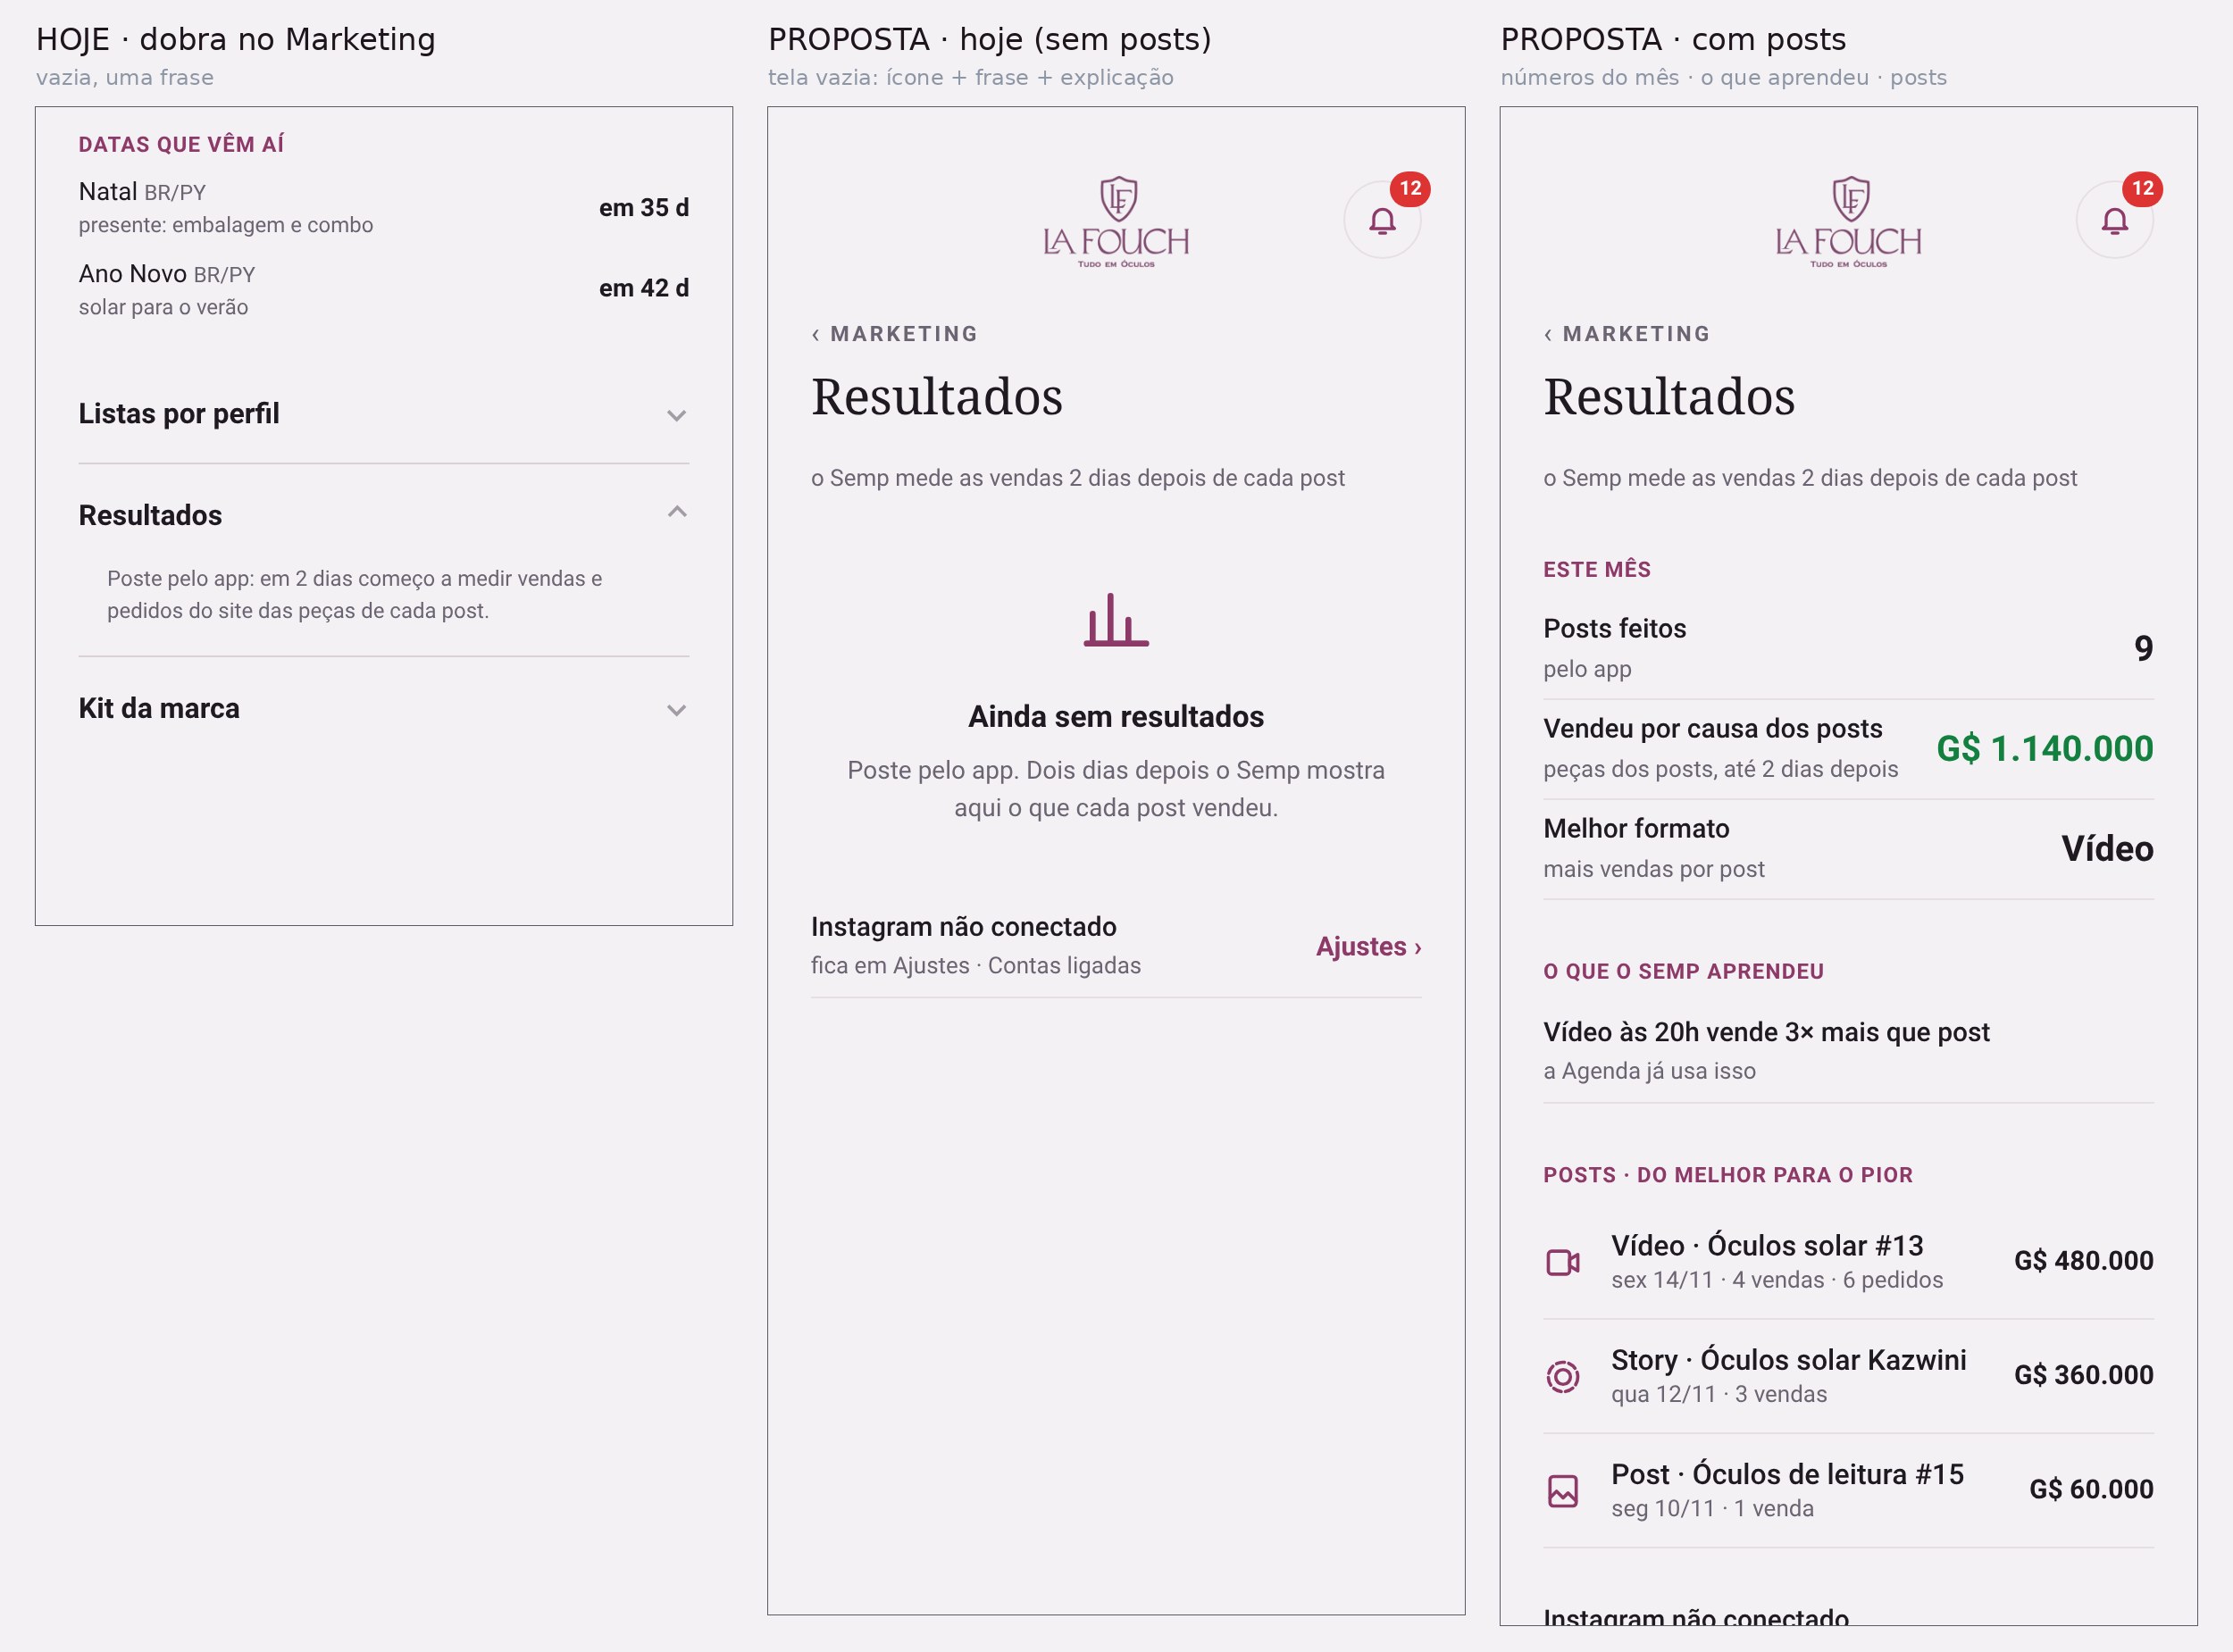 HOJE · dobra no Marketing
vazia, uma frase
DATAS QUE VÊM AÍ
Natal BR/PY
presente: embalagem e combo
em 35 d
Ano Novo BR/PY
solar para o verão
em 42 d
Listas por perfil
Resultados
Poste pelo app: em 2 dias começo a medir vendas e
pedidos do site das peças de cada post.
Kit da marca
PROPOSTA · hoje (sem posts)
tela vazia: ícone + frase + explicação
LF
LA FOUCH
TUDO EM ÓCULOS
12
‹ MARKETING
Resultados
o Semp mede as vendas 2 dias depois de cada post
Ainda sem resultados
Poste pelo app. Dois dias depois o Semp mostra
aqui o que cada post vendeu.
Instagram não conectado
fica em Ajustes · Contas ligadas
Ajustes ›
PROPOSTA · com posts
números do mês · o que aprendeu · posts
LF
LA FOUCH
TUDO EM ÓCULOS
12
‹ MARKETING
Resultados
o Semp mede as vendas 2 dias depois de cada post
ESTE MÊS
Posts feitos
pelo app
9
Vendeu por causa dos posts
peças dos posts, até 2 dias depois
G$ 1.140.000
Melhor formato
mais vendas por post
Vídeo
O QUE O SEMP APRENDEU
Vídeo às 20h vende 3× mais que post
a Agenda já usa isso
POSTS · DO MELHOR PARA O PIOR
Vídeo · Óculos solar #13
sex 14/11 · 4 vendas · 6 pedidos
G$ 480.000
Story · Óculos solar Kazwini
qua 12/11 · 3 vendas
G$ 360.000
Post · Óculos de leitura #15
seg 10/11 · 1 venda
G$ 60.000
Instagram não conectado